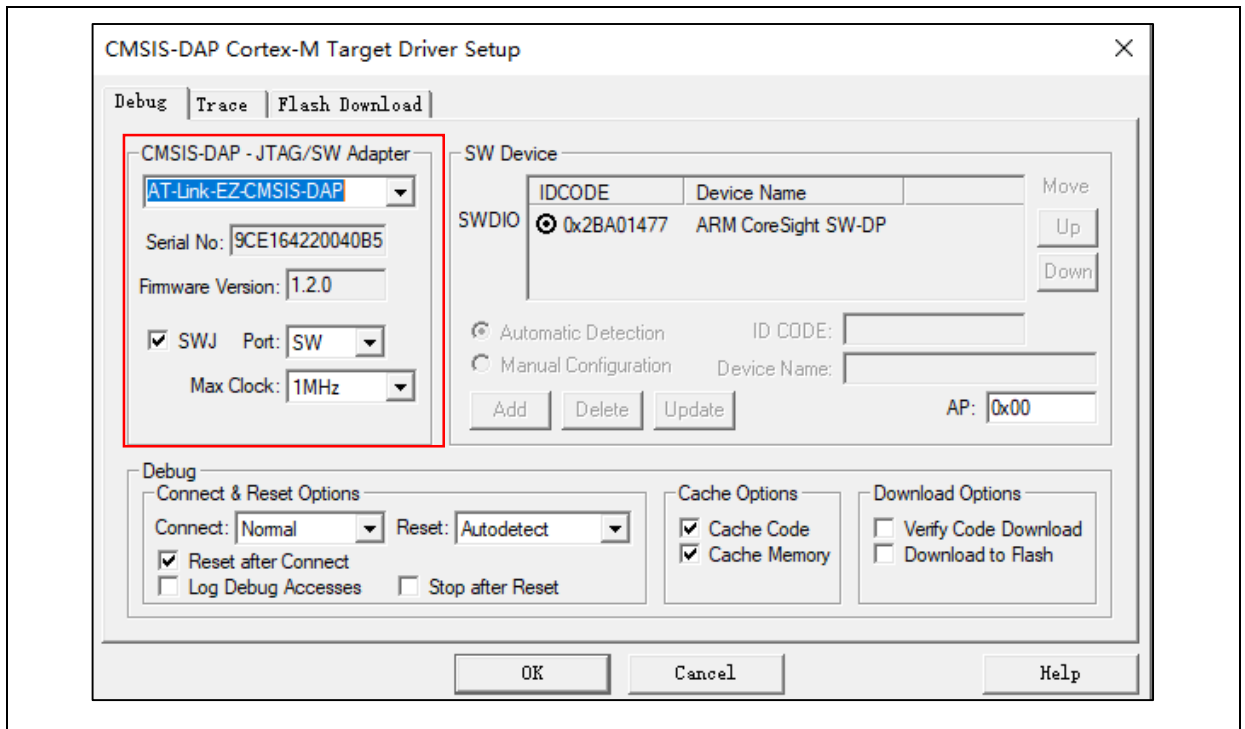 CMSIS-DAP Cortex-M Target Driver Setup
Debug
Trace
Flash Download
CMSIS-DAP - JTAG/SW Adapter
AT-Link-EZ-CMSIS-DAP
Serial No: 9CE164220040B5
Firmware Version: 1.2.0
SWJ Port: SW
Max Clock: 1MHz
SW Device
IDCODE Device Name
SWDIO 0x2BA01477 ARM CoreSight SW-DP
Move
Up
Down
Automatic Detection ID CODE:
Manual Configuration Device Name:
Add Delete Update AP: 0x00
Debug
Connect & Reset Options
Connect: Normal Reset: Autodetect
Reset after Connect
Log Debug Accesses Stop after Reset
Cache Options
Cache Code
Cache Memory
Download Options
Verify Code Download
Download to Flash
OK Cancel Help